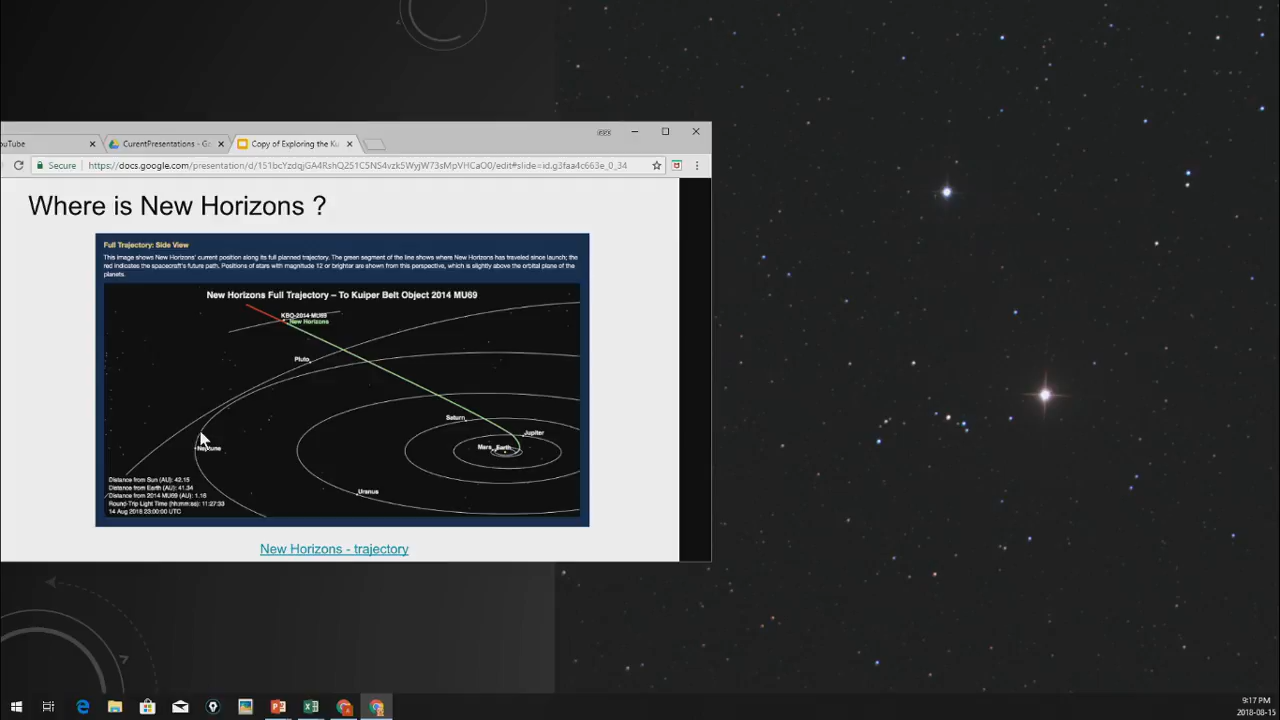 ouTube
CurentPresentations - Go
Copy of Exploring the Ku
Secure
https://docs.google.com/presentation/d/151bcYzdqjGA4RshQZ51C5NS4vzk5WyjW73sMpVHCaO0/edit#slide=id.g3faa4c663e_0_34
Where is New Horizons ?
Full Trajectory: Side View
This image shows New Horizons' current position along its full planned trajectory. The green segment of the line shows where New Horizons has traveled since launch; the
red indicates the spacecraft's future path. Positions of stars with magnitude 12 or brighter are shown from this perspective, which is slightly above the orbital plane of the
planets.
New Horizons Full Trajectory – To Kuiper Belt Object 2014 MU69
KBO 2014 MU69
New Horizons
Pluto
Saturn
Jupiter
Mars
Earth
Neptune
Uranus
Distance from Sun (AU): 42.15
Distance from Earth (AU): 41.34
Distance from 2014 MU69 (AU): 1.16
Round-Trip Light Time (hh:mm:ss): 11:27:33
14 Aug 2018 23:00:00 UTC
New Horizons - trajectory
9:17 PM
2018-08-15